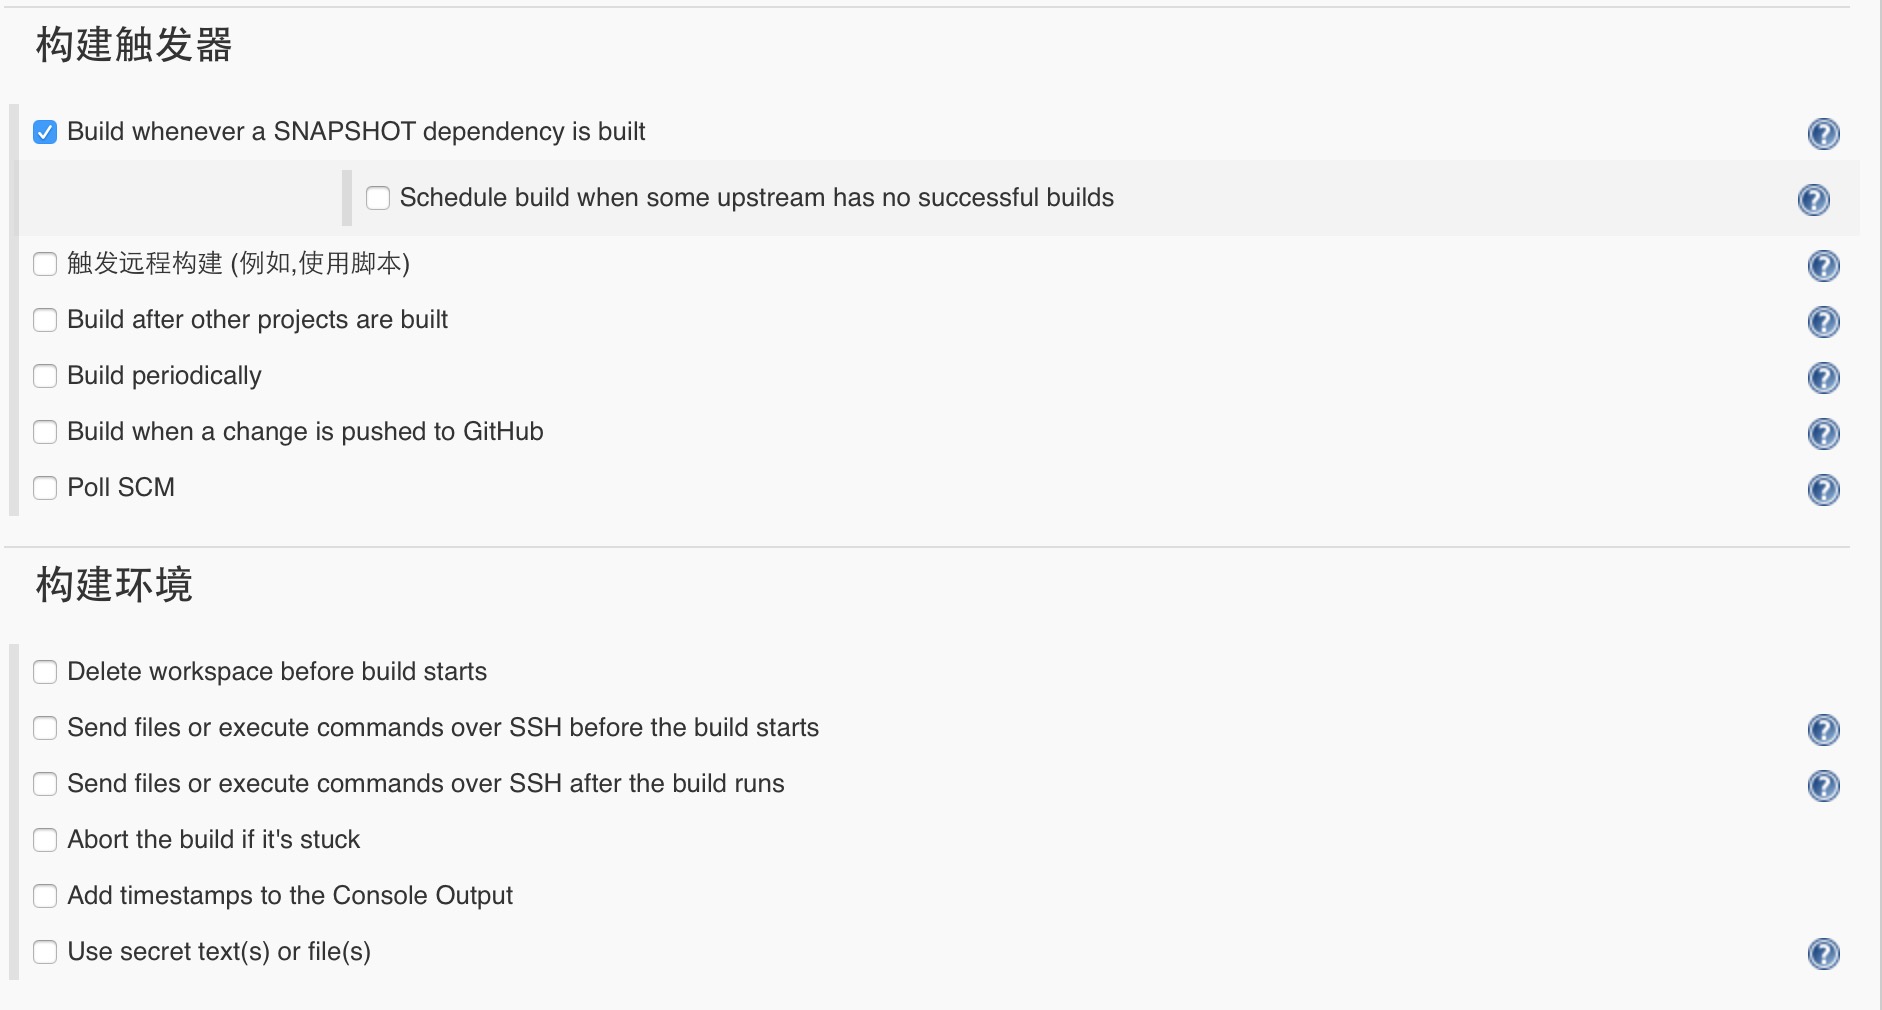 构建触发器
Build whenever a SNAPSHOT dependency is built
Schedule build when some upstream has no successful builds
触发远程构建 (例如,使用脚本)
Build after other projects are built
Build periodically
Build when a change is pushed to GitHub
Poll SCM
构建环境
Delete workspace before build starts
Send files or execute commands over SSH before the build starts
Send files or execute commands over SSH after the build runs
Abort the build if it's stuck
Add timestamps to the Console Output
Use secret text(s) or file(s)